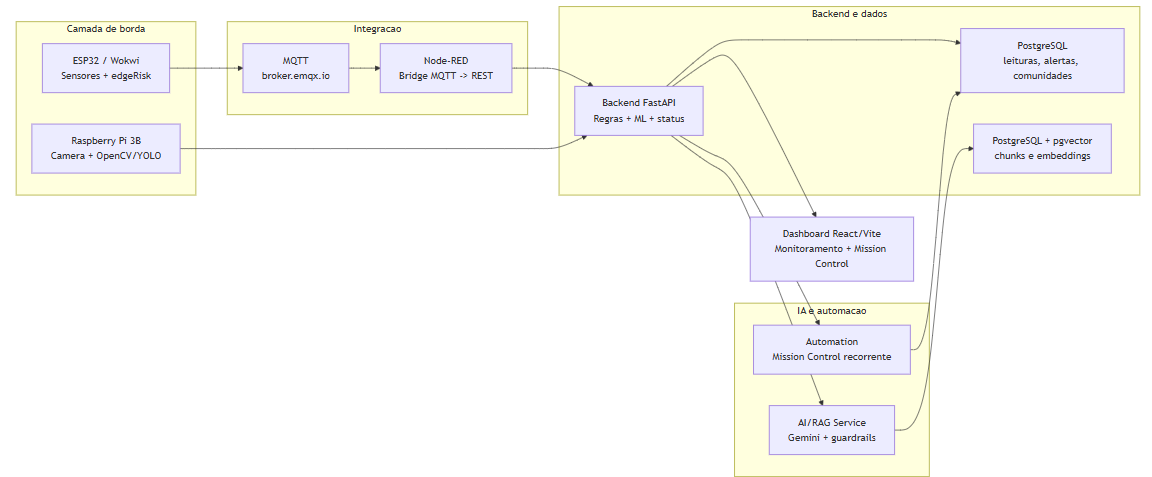 Camada de borda
ESP32 / Wokwi
Sensores + edgeRisk
Raspberry Pi 3B
Camera + OpenCV/YOLO
Integracao
MQTT
broker.emqx.io
Node-RED
Bridge MQTT -> REST
Backend e dados
Backend FastAPI
Regras + ML + status
PostgreSQL
leituras, alertas,
comunidades
PostgreSQL + pgvector
chunks e embeddings
Dashboard React/Vite
Monitoramento + Mission
Control
IA e automacao
Automation
Mission Control recorrente
AI/RAG Service
Gemini + guardrails